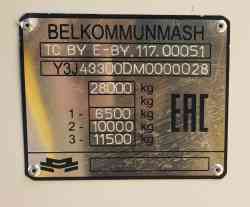 BELKOMMUNMASH
TC BY E-BY.117.00051
Y3J43300DM0000028
28000 kg
kg
1 - 6500 kg
2 - 10000 kg
3 - 11500 kg
EAC